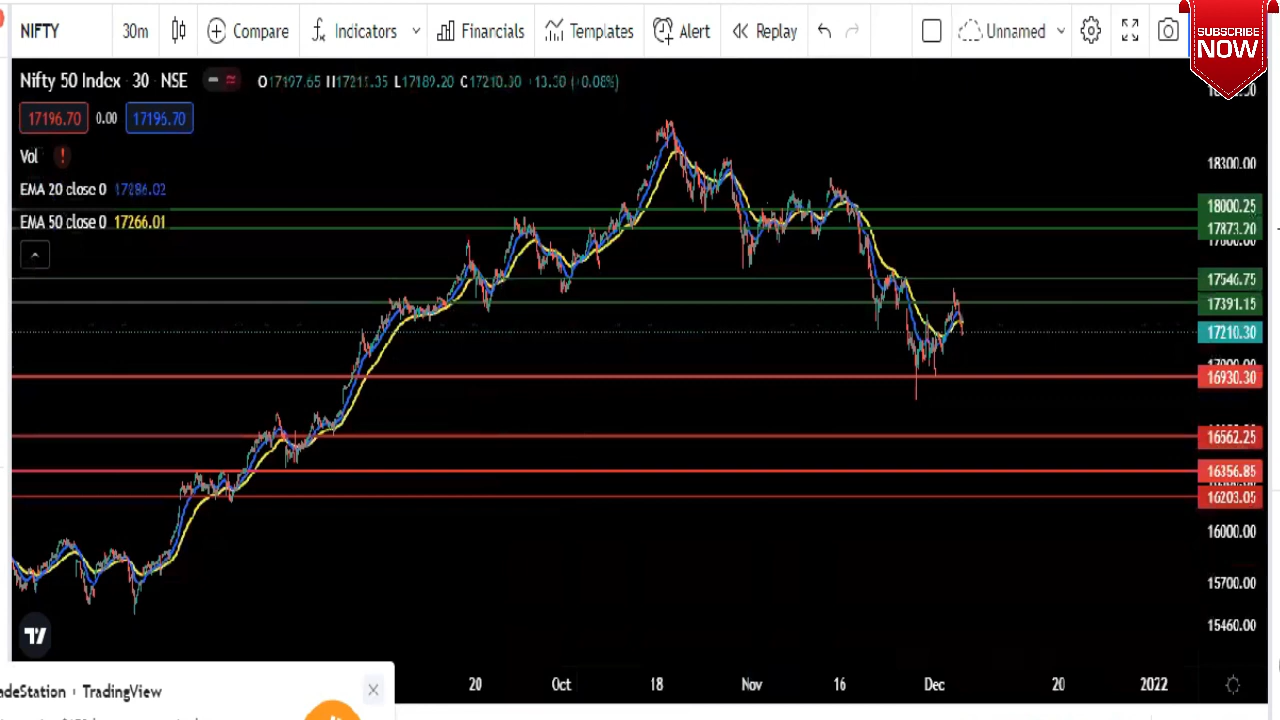 NIFTY 30m Compare Indicators Financials Templates Alert Replay Unnamed
SUBSCRIBE
NOW
Nifty 50 Index · 30 · NSE O17197.65 H17211.35 L17189.20 C17210.30 +13.30 (+0.08%)
17196.70 0.00 17196.70
Vol !
EMA 20 close 0 17286.02
EMA 50 close 0 17266.01
18300.00
18000.25
17873.20
17546.75
17391.15
17210.30
17000.00
16930.30
16562.25
16356.85
16203.05
16000.00
15700.00
15460.00
20 Oct 18 Nov 16 Dec 20 2022
adeStation · TradingView